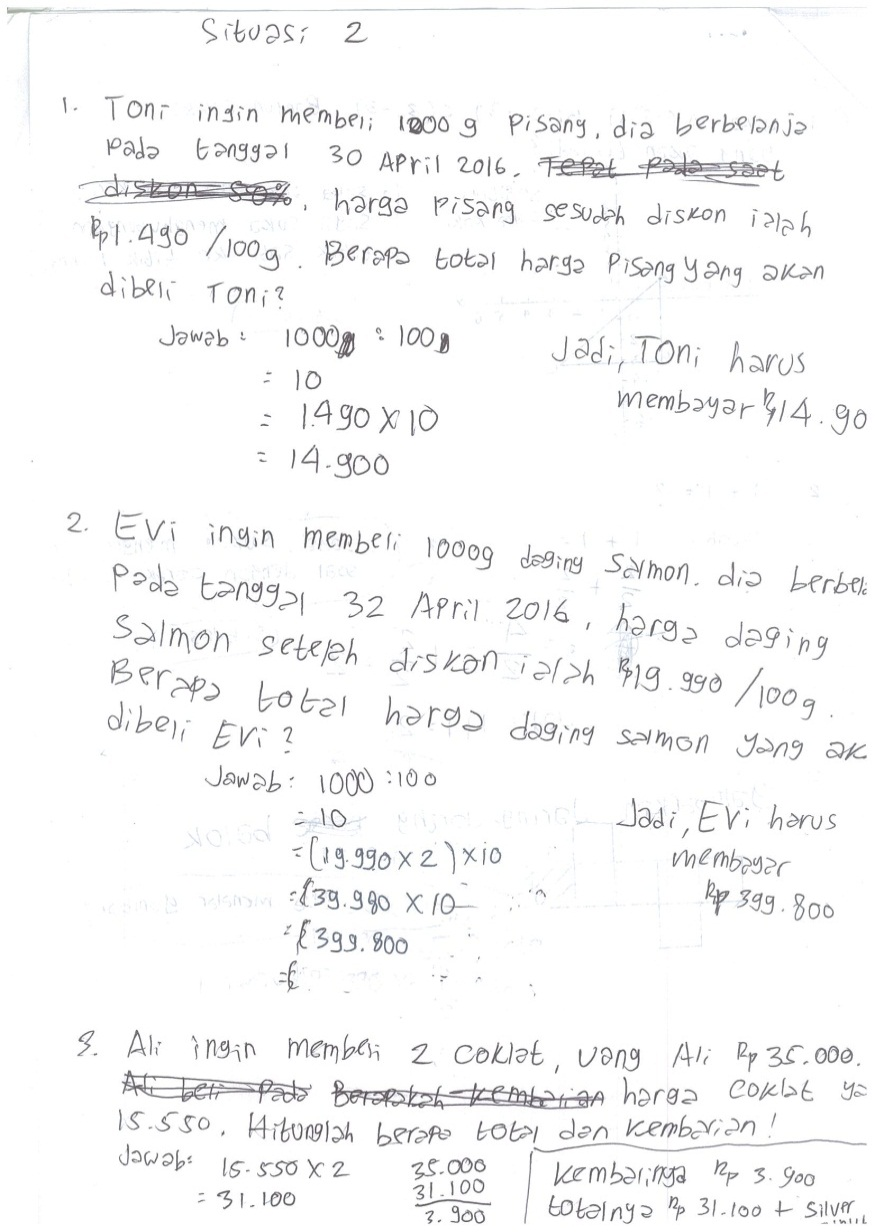 Situasi 2
1. Toni ingin membeli 1000 g Pisang, dia berbelanja
Pada tanggal 30 April 2016. Tepat pada saat
diskon 50%, harga pisang sesudah diskon ialah
Rp1.490 /100g. Berapa total harga Pisang yang akan
dibeli Toni?
Jawab : 1000g : 100g
= 10
= 1.490 X 10
= 14.900
Jadi, Toni harus
membayar Rp14.90
2. Evi ingin membeli 1000g daging Salmon. dia berbela
Pada tanggal 32 April 2016, harga daging
Salmon seteleh diskon ialah Rp19.990 /100g.
Berapa total harga daging salmon yang ak
dibeli Evi?
Jawab : 1000 :100
= 10
= (19.990 X 2) X 10
= 39.980 X 10
= 399.800
=
Jadi, Evi harus
membayar
Rp 399.800
3. Ali ingin membeli 2 Coklat, uang Ali Rp 35.000.
Ali beli Pada Berapakah kembalian harga Coklat ya
15.550. Hitunglah berapa total dan kembalian!
Jawab: 15.550 X 2
= 31.100
35.000
31.100
3.900
Kembalinya Rp 3.900
totalnya Rp 31.100 + Silver